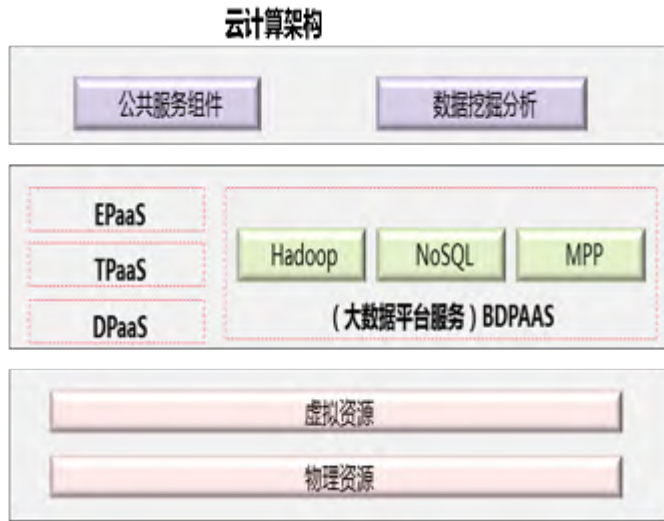 云计算架构
公共服务组件
数据挖掘分析
EPaaS
TPaaS
DPaaS
Hadoop
NoSQL
MPP
(大数据平台服务) BDPAAS
虚拟资源
物理资源